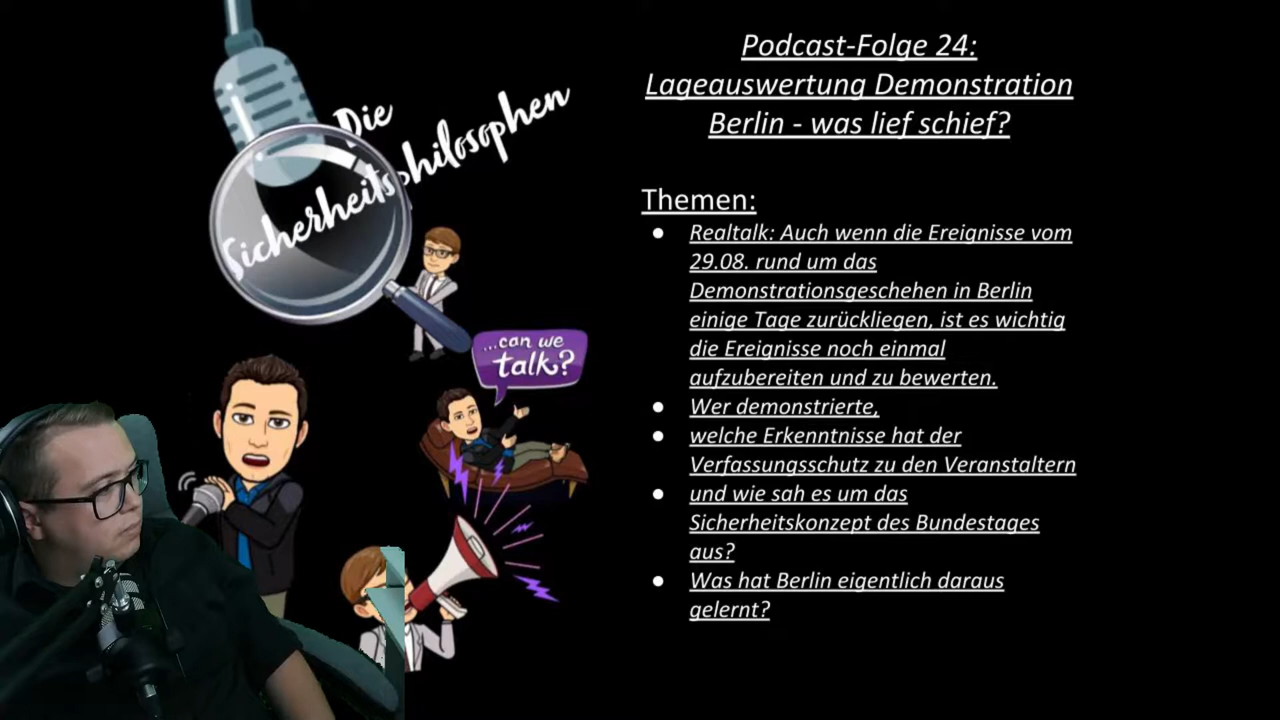 Die
Sicherheitsphilosophen
...can we
talk?
Podcast-Folge 24:
Lageauswertung Demonstration
Berlin - was lief schief?
Themen:
● Realtalk: Auch wenn die Ereignisse vom
29.08. rund um das
Demonstrationsgeschehen in Berlin
einige Tage zurückliegen, ist es wichtig
die Ereignisse noch einmal
aufzubereiten und zu bewerten.
● Wer demonstrierte,
● welche Erkenntnisse hat der
Verfassungsschutz zu den Veranstaltern
● und wie sah es um das
Sicherheitskonzept des Bundestages
aus?
● Was hat Berlin eigentlich daraus
gelernt?